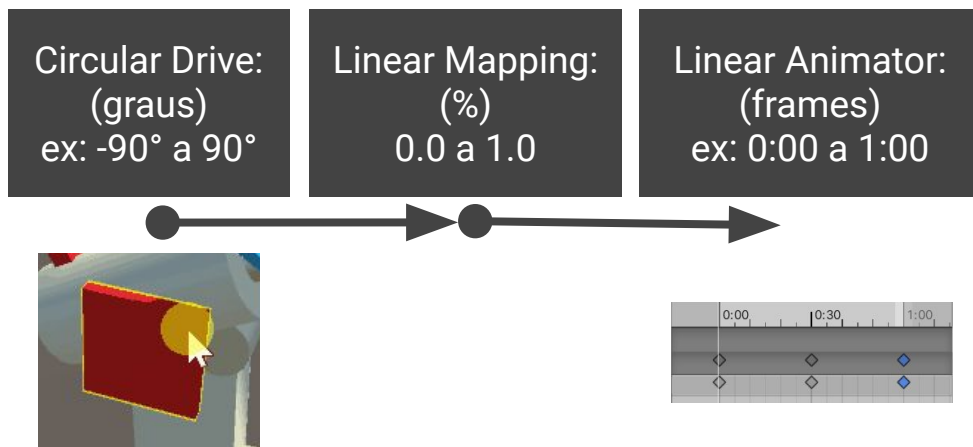 Circular Drive:
(graus)
ex: -90° a 90°
Linear Mapping:
(%)
0.0 a 1.0
Linear Animator:
(frames)
ex: 0:00 a 1:00
0:00
0:30
1:00